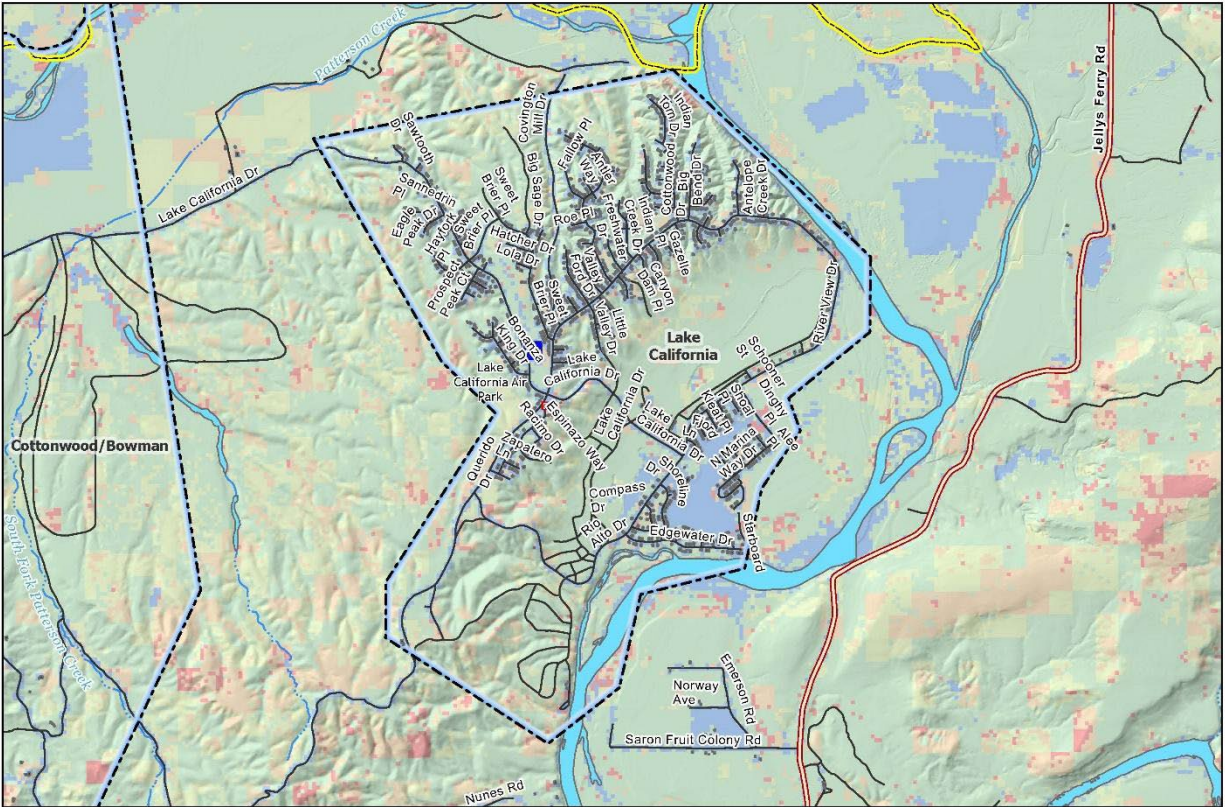 Patterson Creek
Jellys Ferry Rd
Lake California Dr
Sawtooth
Dr
Covington
Mill Dr
Fallow Pl
Antler
Way
Indian
Tom Dr
Cottonwood
Dr
Big
Bend Dr
Antelope
Creek Dr
Sannedrin
Pl
Eagle
Peak Dr
Hayfork
Pl
Sweet
Brier Pl
Sweet
Brier Pl
Big Sage Dr
Roe Pl
Freshwater
Dr
Indian
Creek Dr
Gazelle
Pl
Hatcher Dr
Lola Dr
Valley
Ford Dr
Canyon
Dam Pl
Prospect
Peak Ct
Sweet
Brier Pl
Little
Valley Dr
River View Dr
Bonanza
King Dr
Lake
California
Lake
California Dr
Lake
California Air
Park
Schooner
St
Dinghy
Pl
Shoal
Pl
Kleat Pl
Fiord
Ln
Alee
Pl
Lake
California Dr
Lake
California Dr
Espinazo Way
Racimo Dr
Zapalero
Ln
Querido
Dr
N Marina
Way Dr
Cottonwood/Bowman
Shoreline
Dr
Compass
Dr
Rio
Alto Dr
Edgewater Dr
Starboard
South Fork Patterson Creek
Norway
Ave
Emerson Rd
Saron Fruit Colony Rd
Nunes Rd